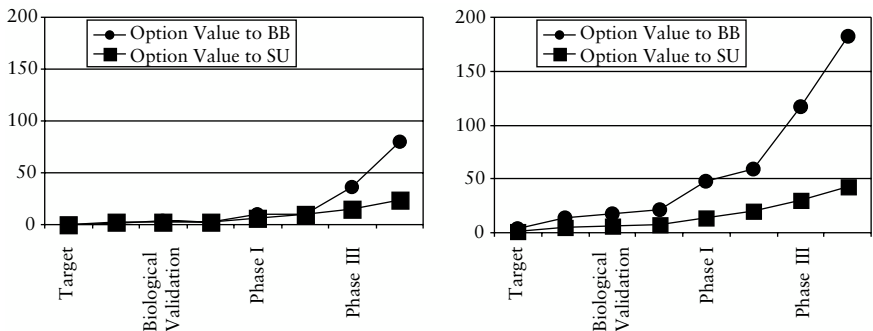 200
150
100
50
0
Option Value to BB
Option Value to SU
Target
Biological
Validation
Phase I
Phase III
200
150
100
50
0
Option Value to BB
Option Value to SU
Target
Biological
Validation
Phase I
Phase III